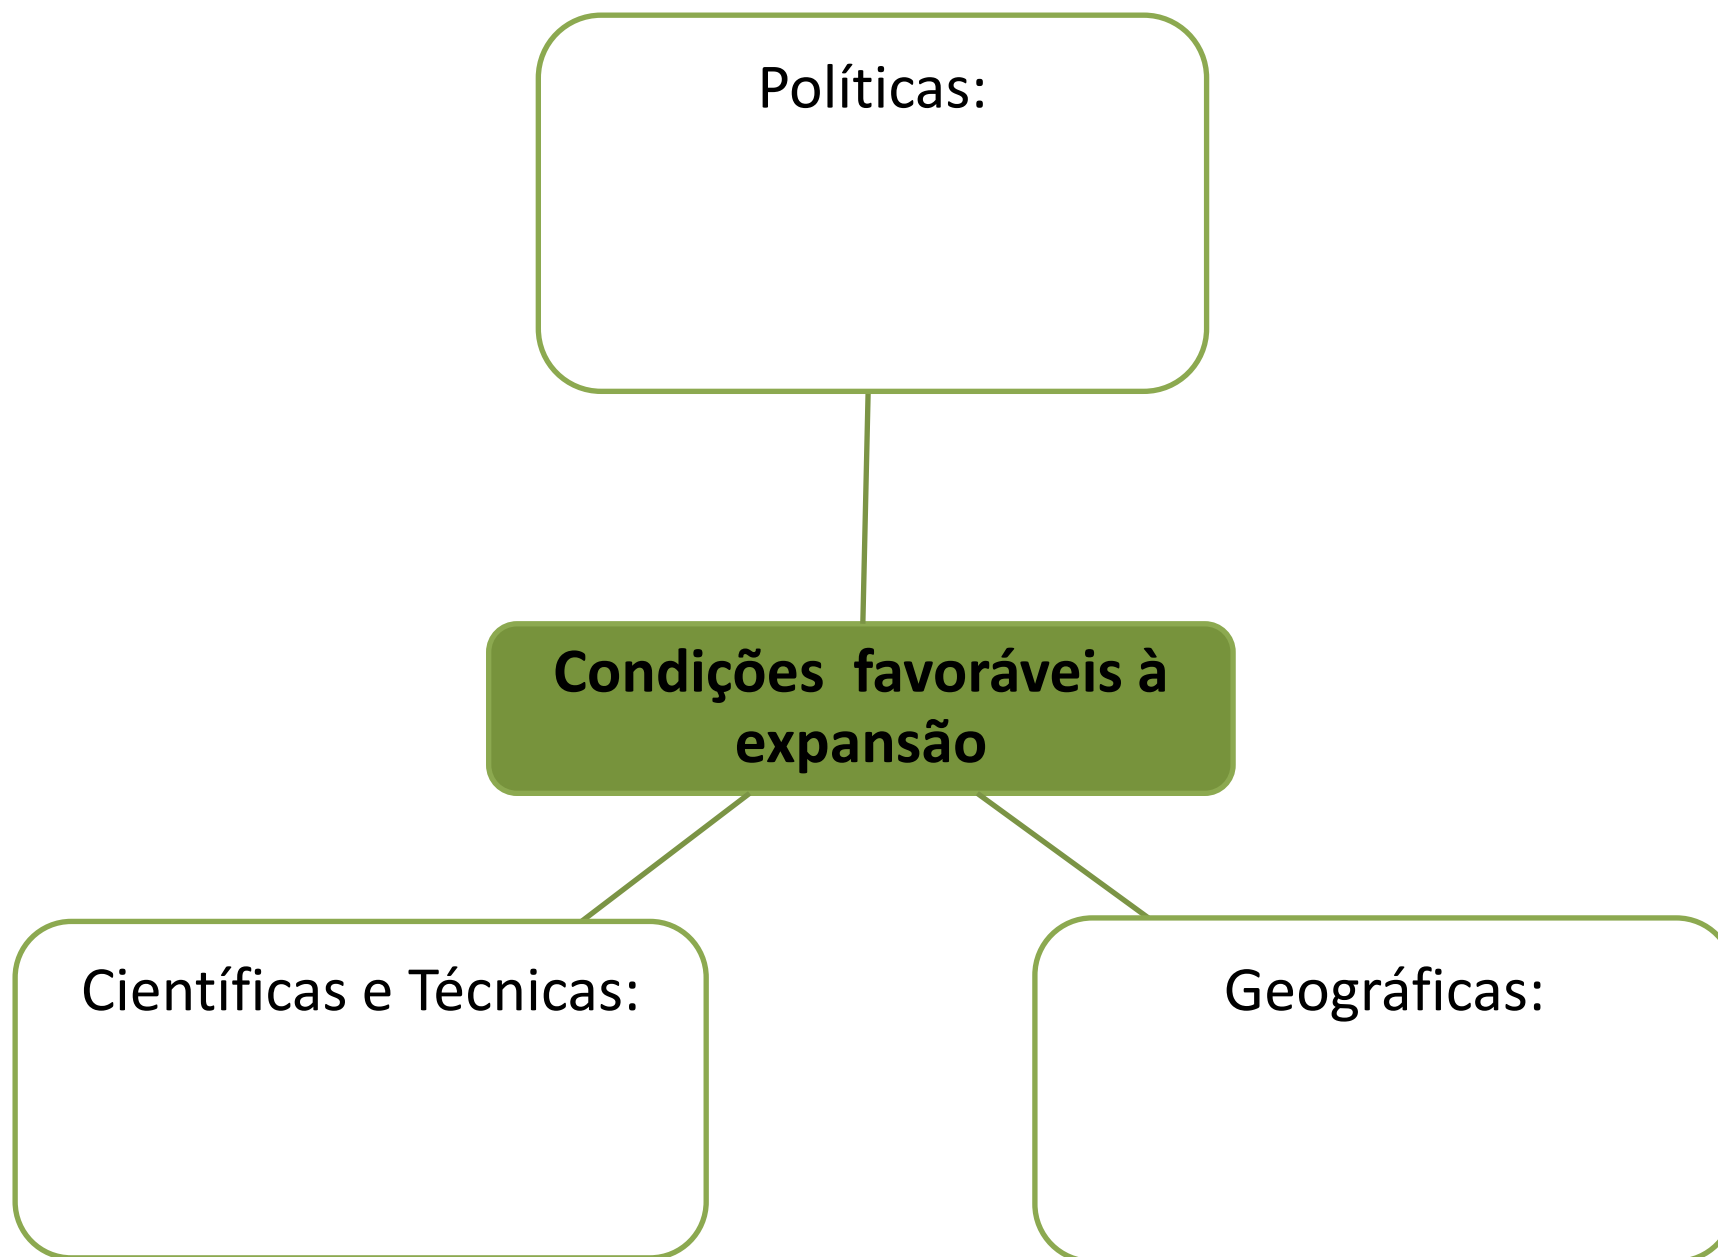 Políticas:
Condições  favoráveis à
expansão
Científicas e Técnicas:
Geográficas: